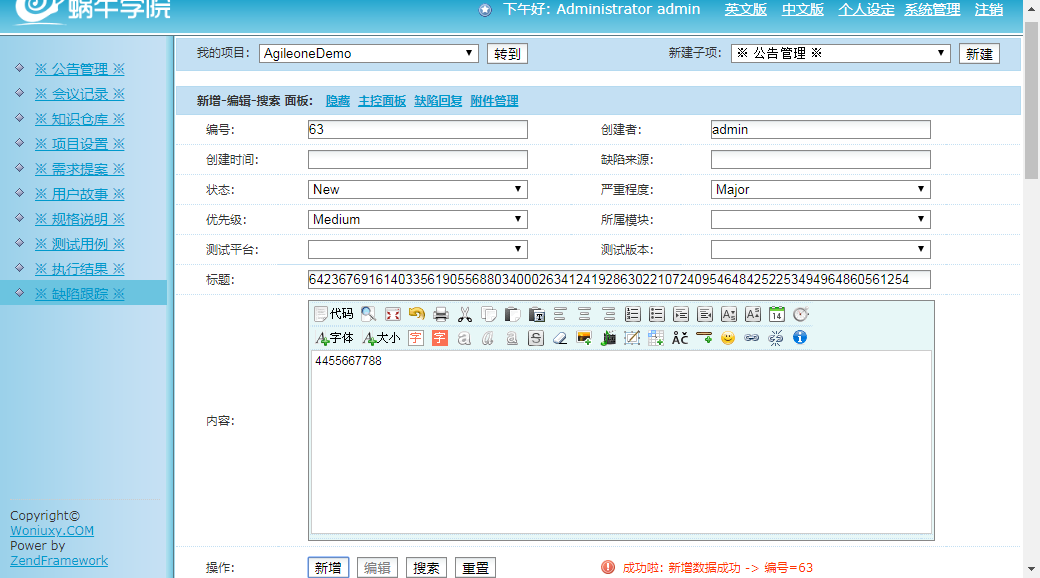 蜗牛学院
下午好: Administrator admin 英文版 中文版 个人设定 系统管理 注销
我的项目: AgileoneDemo 转到 新建子项: ※ 公告管理 ※ 新建
※ 公告管理 ※
※ 会议记录 ※
※ 知识仓库 ※
※ 项目设置 ※
※ 需求提案 ※
※ 用户故事 ※
※ 规格说明 ※
※ 测试用例 ※
※ 执行结果 ※
※ 缺陷跟踪 ※
新增-编辑-搜索 面板: 隐藏 主控面板 缺陷回复 附件管理
编号: 63 创建者: admin
创建时间: 缺陷来源:
状态: New 严重程度: Major
优先级: Medium 所属模块:
测试平台: 测试版本:
标题: 6423676916140335619055688034000263412419286302210724095464842522534949648605612​54
代码 14
字体 大小 字 字
4455667788
内容:
操作: 新增 编辑 搜索 重置 成功啦: 新增数据成功 -> 编号=63
Copyright©
Woniuxy.COM
Power by
ZendFramework